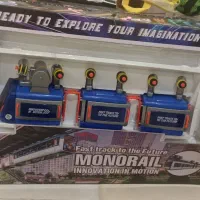 READY TO EXPLORE YOUR IMAGINATION
Fast Track to the Future
MONORAIL
INNOVATION IN MOTION